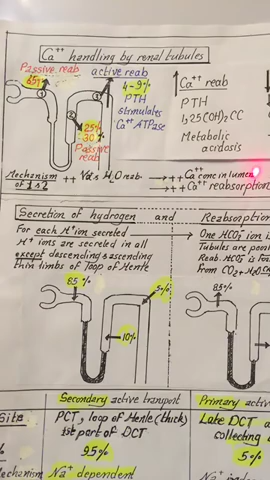 Ca++ handling by renal tubules
Passive reab
65%
active reab
4-9%
PTH
stimulates
Ca++ ATPase
1
2
3
25%
30%
Passive
reab
Ca++ reab
PTH
1,25(OH)2CC
Metabolic
acidosis
Mechanism ++ Na & H2O reab. → ++ Ca conc in lumen
of 1 & 2 → ++ Ca++ reabsorption
Secretion of hydrogen and Reabsorption
For each H+ ion secreted → One HCO3- ion is
H+ ions are secreted in all
except descending & ascending
thin limbs of loop of Henle
Tubules are poor
Reab. HCO3 is
From CO2 + H2O
85%
5%
10%
85%
Secondary active transport
Primary activ
Site
PCT, loop of Henle (thick)
1st part of DCT
Late DCT
collecting
95%
5%
Mechanism
Na+ dependent